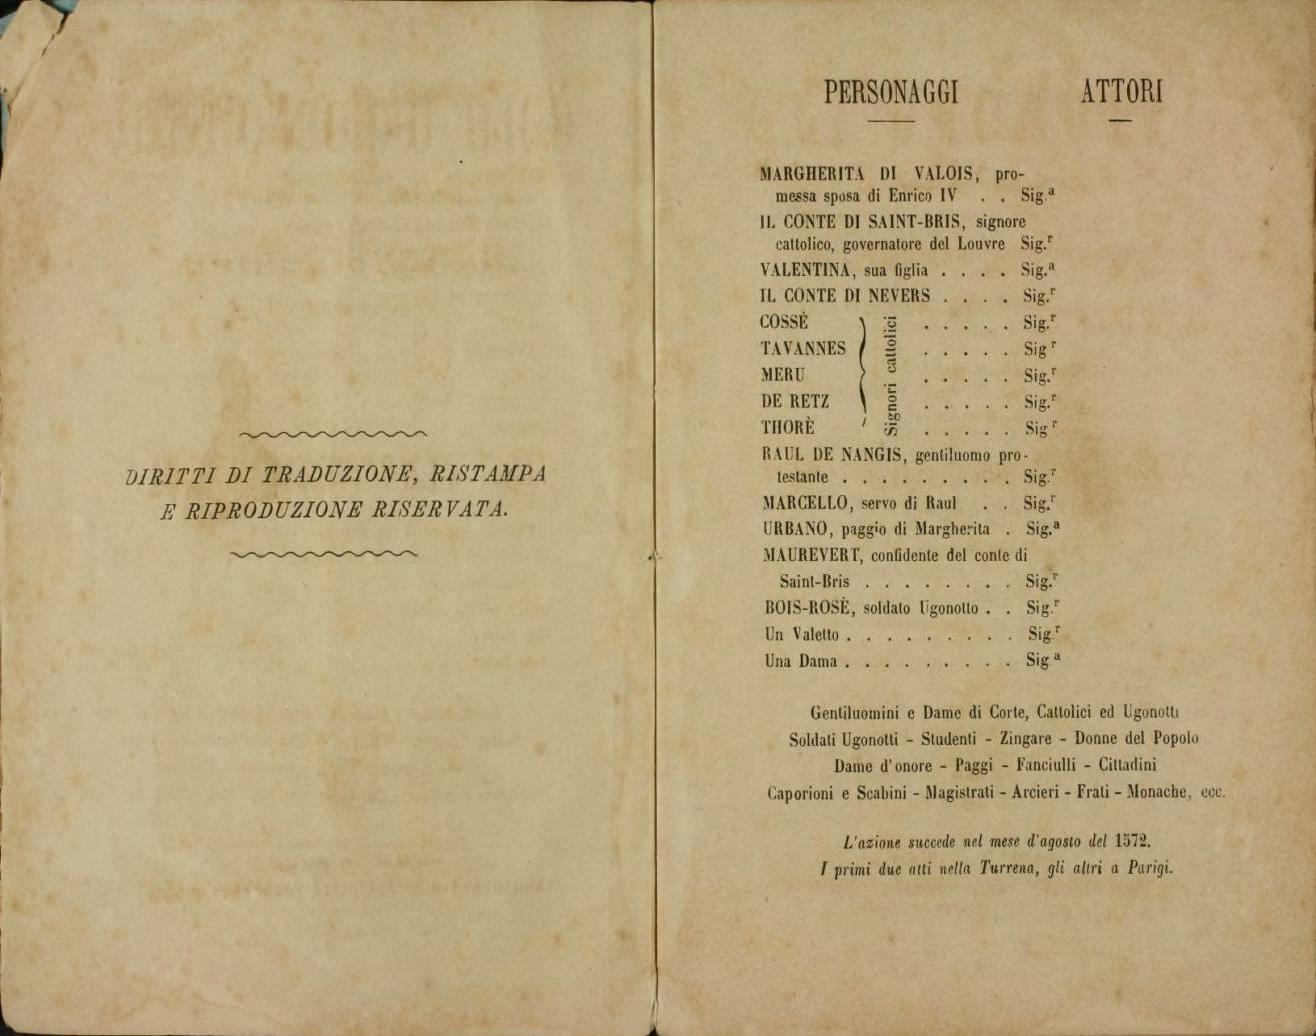 DIRITTI DI TRADUZIONE, RISTAMPA
E RIPRODUZIONE RISERVATA.
PERSONAGGI ATTORI
MARGHERITA DI VALOIS, pro-
messa sposa di Enrico IV . . Sig.ª
IL CONTE DI SAINT-BRIS, signore
cattolico, governatore del Louvre Sig.ʳ
VALENTINA, sua figlia . . . . Sig.ª
IL CONTE DI NEVERS . . . . Sig.ʳ
COSSÈ . . . . . Sig.ʳ
TAVANNES . . . . . Sig ʳ
MERU . . . . . Sig.ʳ
DE RETZ . . . . . Sig.ʳ
THORÈ . . . . . Sig ʳ
Signori cattolici
RAUL DE NANGIS, gentiluomo pro-
testante . . . . . . . . . Sig.ʳ
MARCELLO, servo di Raul . . Sig.ʳ
URBANO, paggio di Margherita . Sig.ª
MAUREVERT, confidente del conte di
Saint-Bris . . . . . . . . Sig.ʳ
BOIS-ROSÈ, soldato Ugonotto . . Sig.ʳ
Un Valetto . . . . . . . . . Sig.ʳ
Una Dama . . . . . . . . . Sig ª
Gentiluomini e Dame di Corte, Cattolici ed Ugonotti
Soldati Ugonotti - Studenti - Zingare - Donne del Popolo
Dame d'onore - Paggi - Fanciulli - Cittadini
Caporioni e Scabini - Magistrati - Arcieri - Frati - Monache, ecc.
L'azione succede nel mese d'agosto del 1572.
I primi due atti nella Turrena, gli altri a Parigi.